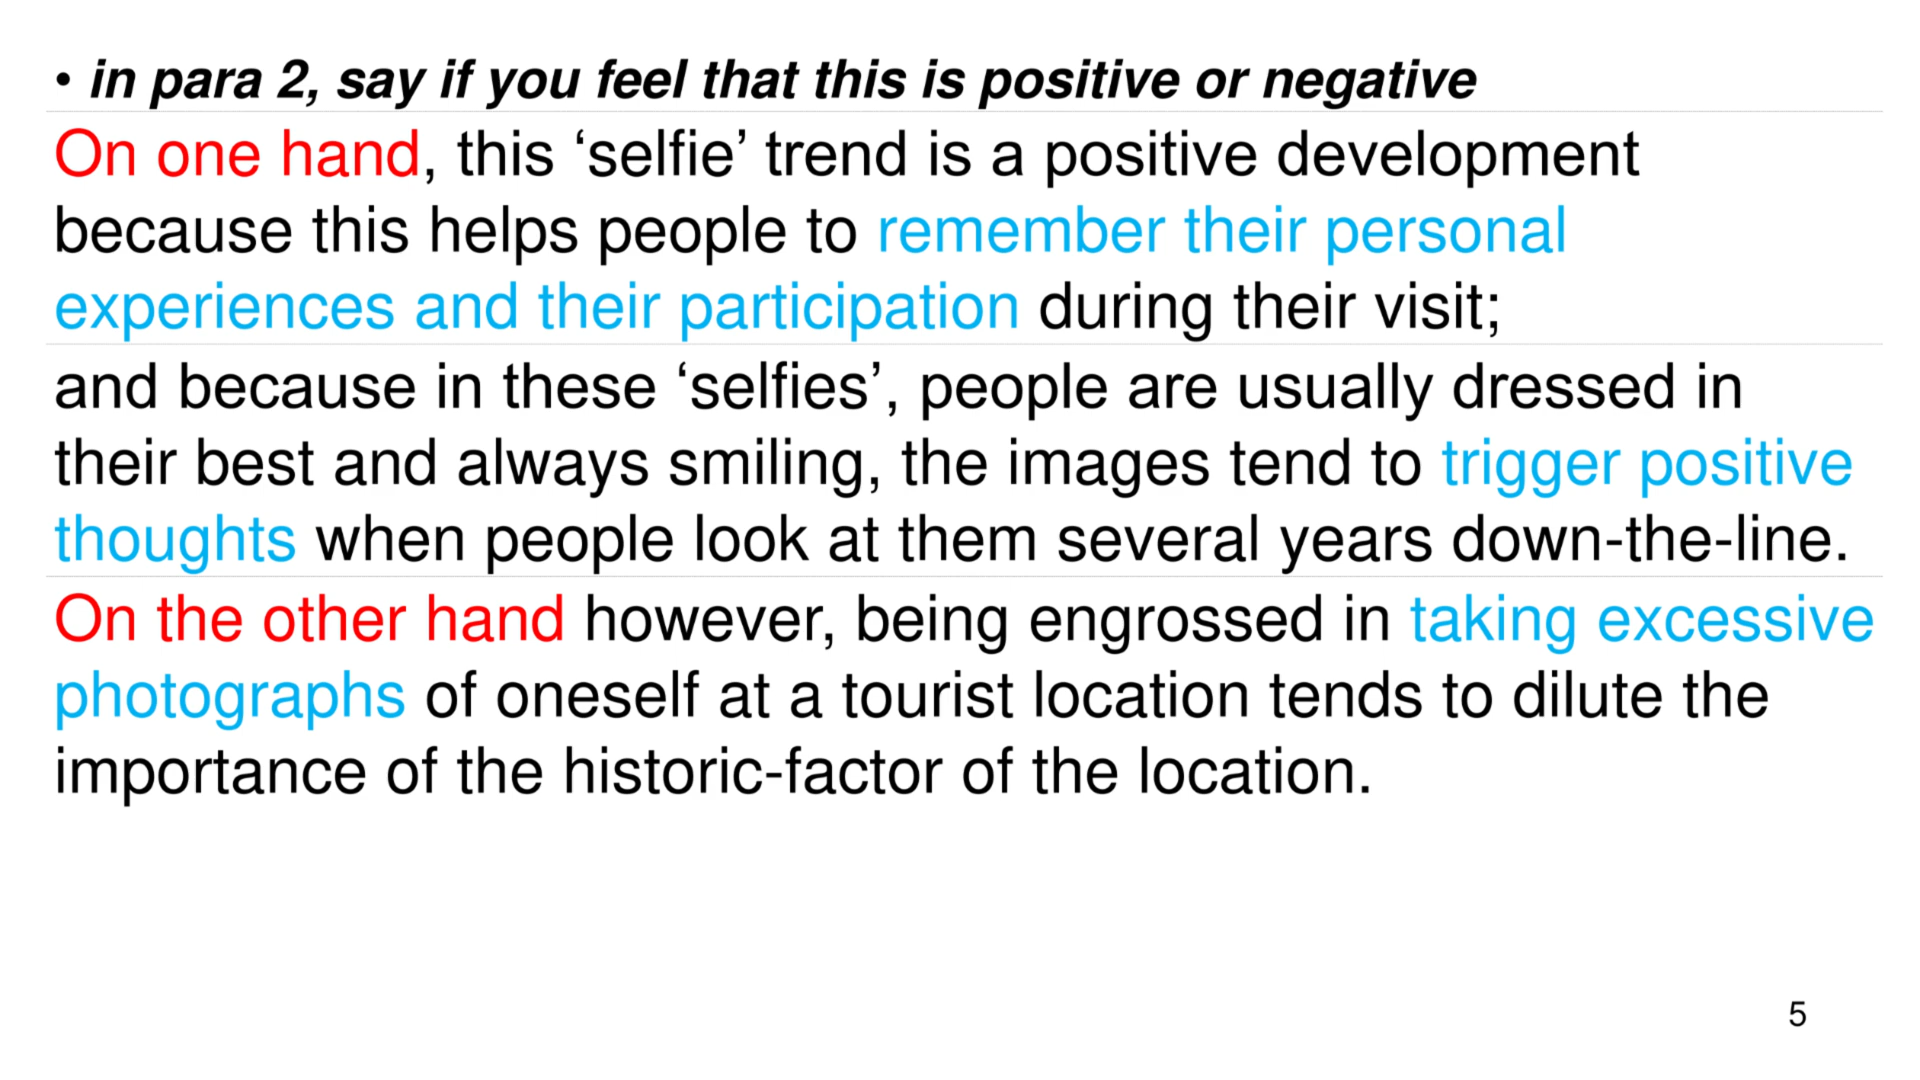 • in para 2, say if you feel that this is positive or negative
On one hand, this ‘selfie’ trend is a positive development
because this helps people to remember their personal
experiences and their participation during their visit;
and because in these ‘selfies’, people are usually dressed in
their best and always smiling, the images tend to trigger positive
thoughts when people look at them several years down-the-line.
On the other hand however, being engrossed in taking excessive
photographs of oneself at a tourist location tends to dilute the
importance of the historic-factor of the location.
5